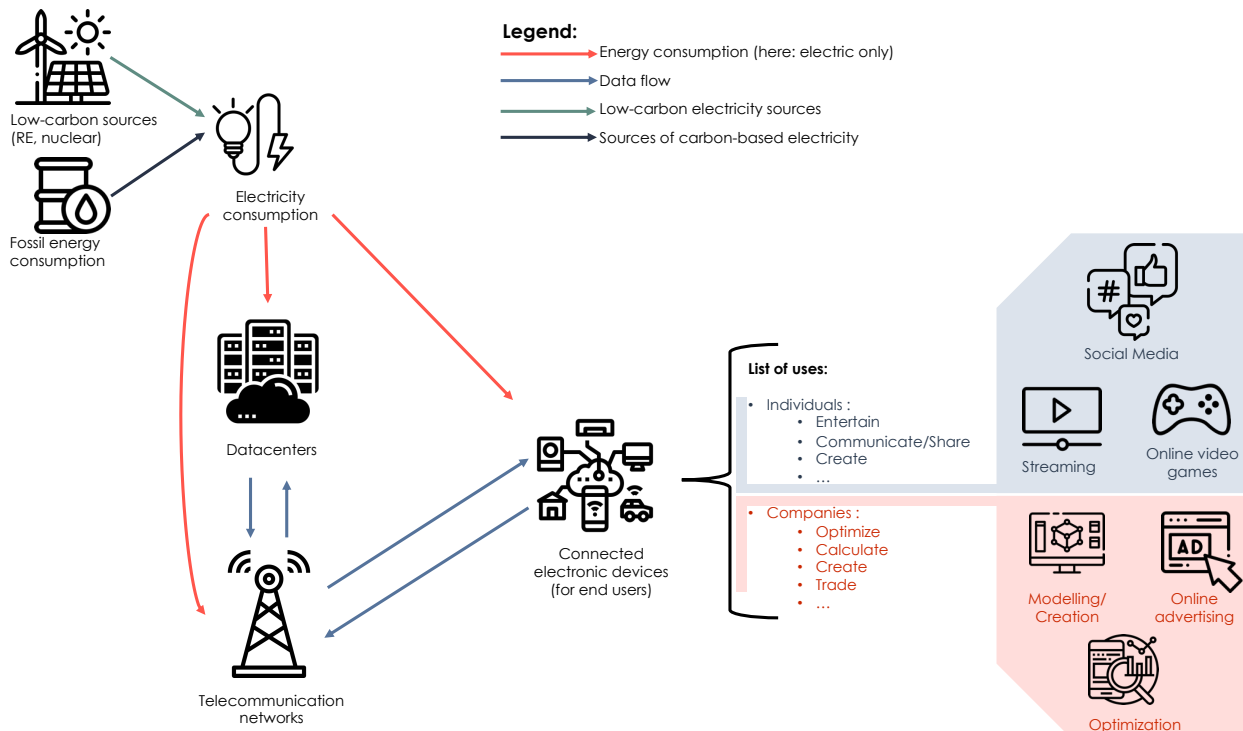 Legend:
Energy consumption (here: electric only)
Data flow
Low-carbon electricity sources
Sources of carbon-based electricity
Low-carbon sources
(RE, nuclear)
Electricity
consumption
Fossil energy
consumption
Datacenters
Connected
electronic devices
(for end users)
Telecommunication
networks
List of uses:
• Individuals :
• Entertain
• Communicate/Share
• Create
• ...
• Companies :
• Optimize
• Calculate
• Create
• Trade
• ...
#
Social Media
Streaming
Online video
games
AD
Modelling/
Creation
Online
advertising
Optimization